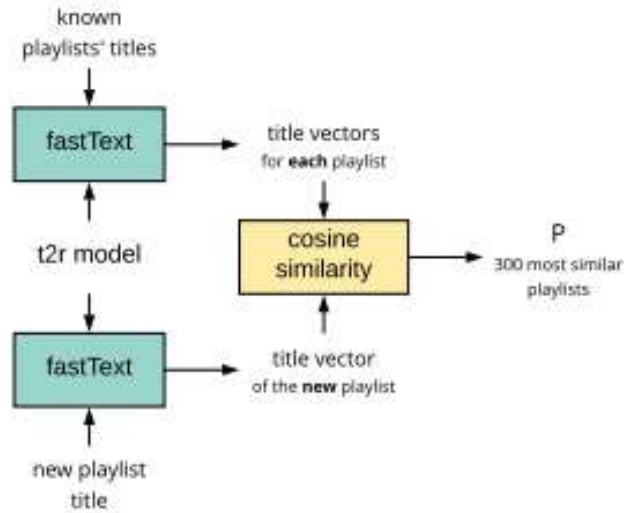 known
playlists' titles
fastText
title vectors
for each playlist
t2r model
cosine
similarity
P
300 most similar
playlists
fastText
title vector
of the new playlist
new playlist
title